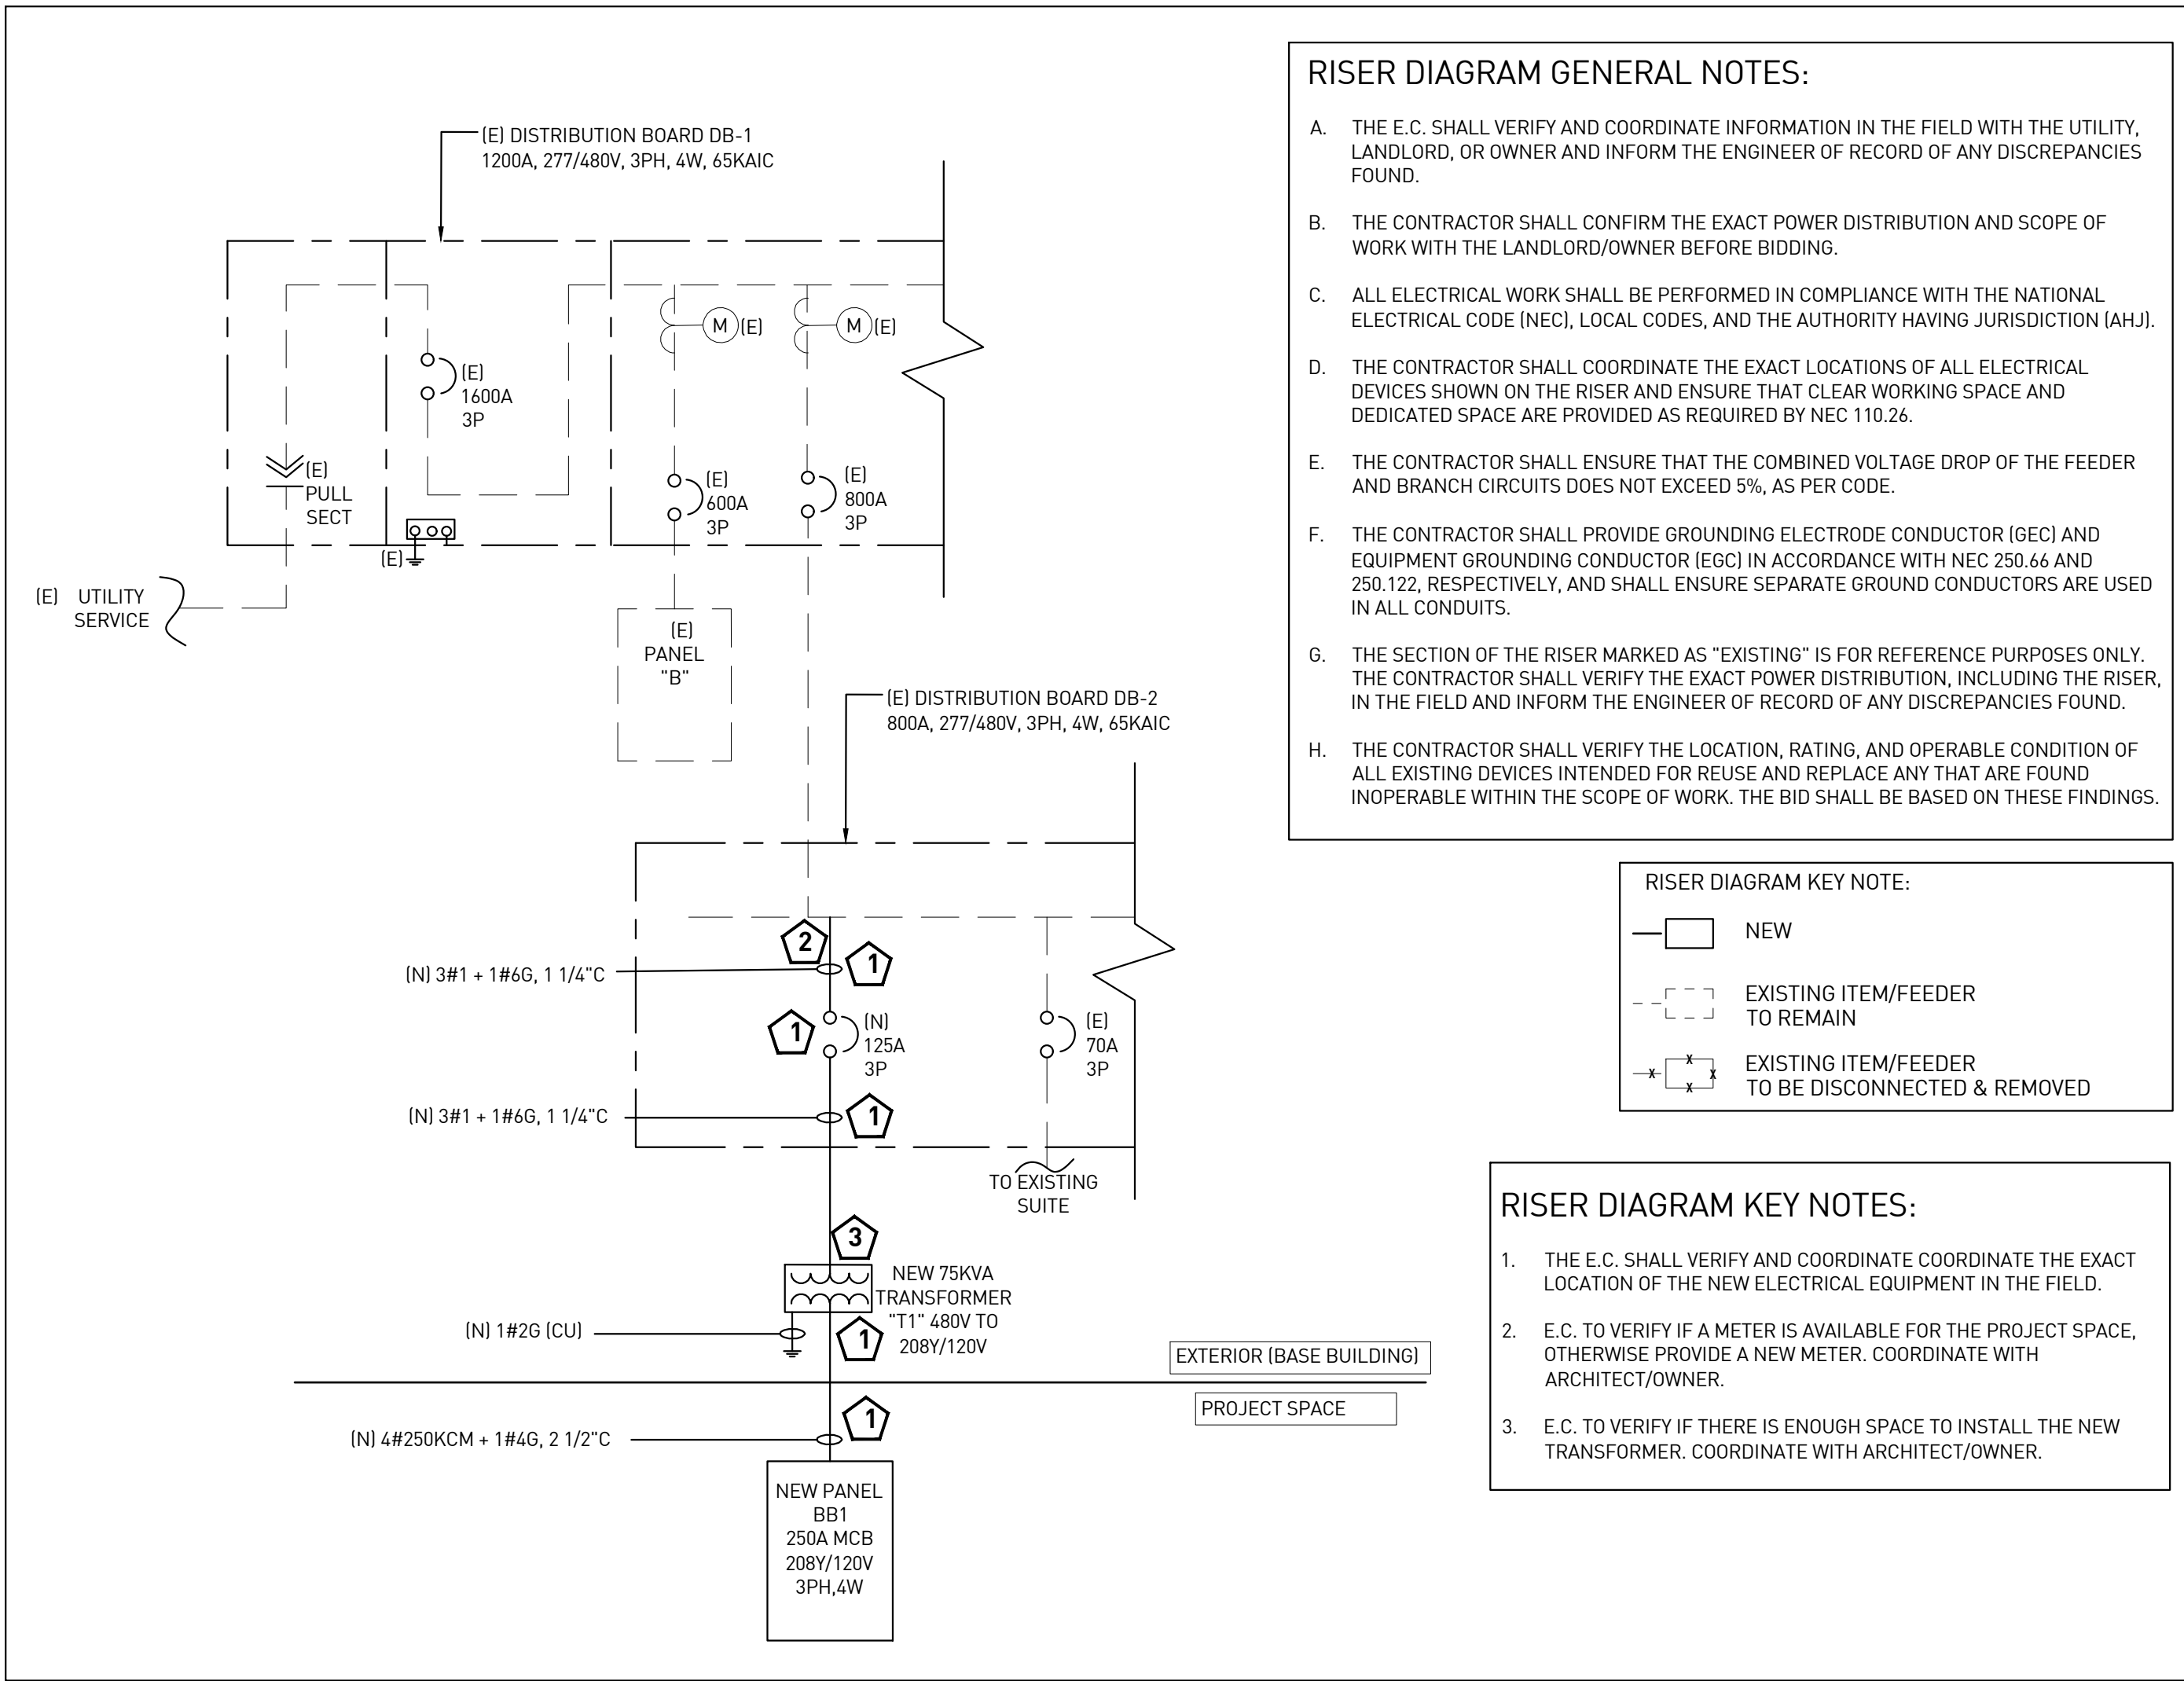 (E) DISTRIBUTION BOARD DB-1
1200A, 277/480V, 3PH, 4W, 65KAIC
M
(E)
M
(E)
(E)
1600A
3P
(E)
PULL
SECT
(E)
600A
3P
(E)
800A
3P
(E)
(E) UTILITY
SERVICE
(E)
PANEL
"B"
(E) DISTRIBUTION BOARD DB-2
800A, 277/480V, 3PH, 4W, 65KAIC
2
1
(N) 3#1 + 1#6G, 1 1/4"C
1
(N)
125A
3P
(E)
70A
3P
(N) 3#1 + 1#6G, 1 1/4"C
1
TO EXISTING
SUITE
3
NEW 75KVA
TRANSFORMER
"T1" 480V TO
208Y/120V
(N) 1#2G (CU)
1
EXTERIOR (BASE BUILDING)
PROJECT SPACE
1
(N) 4#250KCM + 1#4G, 2 1/2"C
NEW PANEL
BB1
250A MCB
208Y/120V
3PH,4W
RISER DIAGRAM GENERAL NOTES:
A. THE E.C. SHALL VERIFY AND COORDINATE INFORMATION IN THE FIELD WITH THE UTILITY,
LANDLORD, OR OWNER AND INFORM THE ENGINEER OF RECORD OF ANY DISCREPANCIES
FOUND.
B. THE CONTRACTOR SHALL CONFIRM THE EXACT POWER DISTRIBUTION AND SCOPE OF
WORK WITH THE LANDLORD/OWNER BEFORE BIDDING.
C. ALL ELECTRICAL WORK SHALL BE PERFORMED IN COMPLIANCE WITH THE NATIONAL
ELECTRICAL CODE (NEC), LOCAL CODES, AND THE AUTHORITY HAVING JURISDICTION (AHJ).
D. THE CONTRACTOR SHALL COORDINATE THE EXACT LOCATIONS OF ALL ELECTRICAL
DEVICES SHOWN ON THE RISER AND ENSURE THAT CLEAR WORKING SPACE AND
DEDICATED SPACE ARE PROVIDED AS REQUIRED BY NEC 110.26.
E. THE CONTRACTOR SHALL ENSURE THAT THE COMBINED VOLTAGE DROP OF THE FEEDER
AND BRANCH CIRCUITS DOES NOT EXCEED 5%, AS PER CODE.
F. THE CONTRACTOR SHALL PROVIDE GROUNDING ELECTRODE CONDUCTOR (GEC) AND
EQUIPMENT GROUNDING CONDUCTOR (EGC) IN ACCORDANCE WITH NEC 250.66 AND
250.122, RESPECTIVELY, AND SHALL ENSURE SEPARATE GROUND CONDUCTORS ARE USED
IN ALL CONDUITS.
G. THE SECTION OF THE RISER MARKED AS "EXISTING" IS FOR REFERENCE PURPOSES ONLY.
THE CONTRACTOR SHALL VERIFY THE EXACT POWER DISTRIBUTION, INCLUDING THE RISER,
IN THE FIELD AND INFORM THE ENGINEER OF RECORD OF ANY DISCREPANCIES FOUND.
H. THE CONTRACTOR SHALL VERIFY THE LOCATION, RATING, AND OPERABLE CONDITION OF
ALL EXISTING DEVICES INTENDED FOR REUSE AND REPLACE ANY THAT ARE FOUND
INOPERABLE WITHIN THE SCOPE OF WORK. THE BID SHALL BE BASED ON THESE FINDINGS.
RISER DIAGRAM KEY NOTE:
NEW
EXISTING ITEM/FEEDER
TO REMAIN
X X X X
EXISTING ITEM/FEEDER
TO BE DISCONNECTED & REMOVED
RISER DIAGRAM KEY NOTES:
1. THE E.C. SHALL VERIFY AND COORDINATE COORDINATE THE EXACT
LOCATION OF THE NEW ELECTRICAL EQUIPMENT IN THE FIELD.
2. E.C. TO VERIFY IF A METER IS AVAILABLE FOR THE PROJECT SPACE,
OTHERWISE PROVIDE A NEW METER. COORDINATE WITH
ARCHITECT/OWNER.
3. E.C. TO VERIFY IF THERE IS ENOUGH SPACE TO INSTALL THE NEW
TRANSFORMER. COORDINATE WITH ARCHITECT/OWNER.